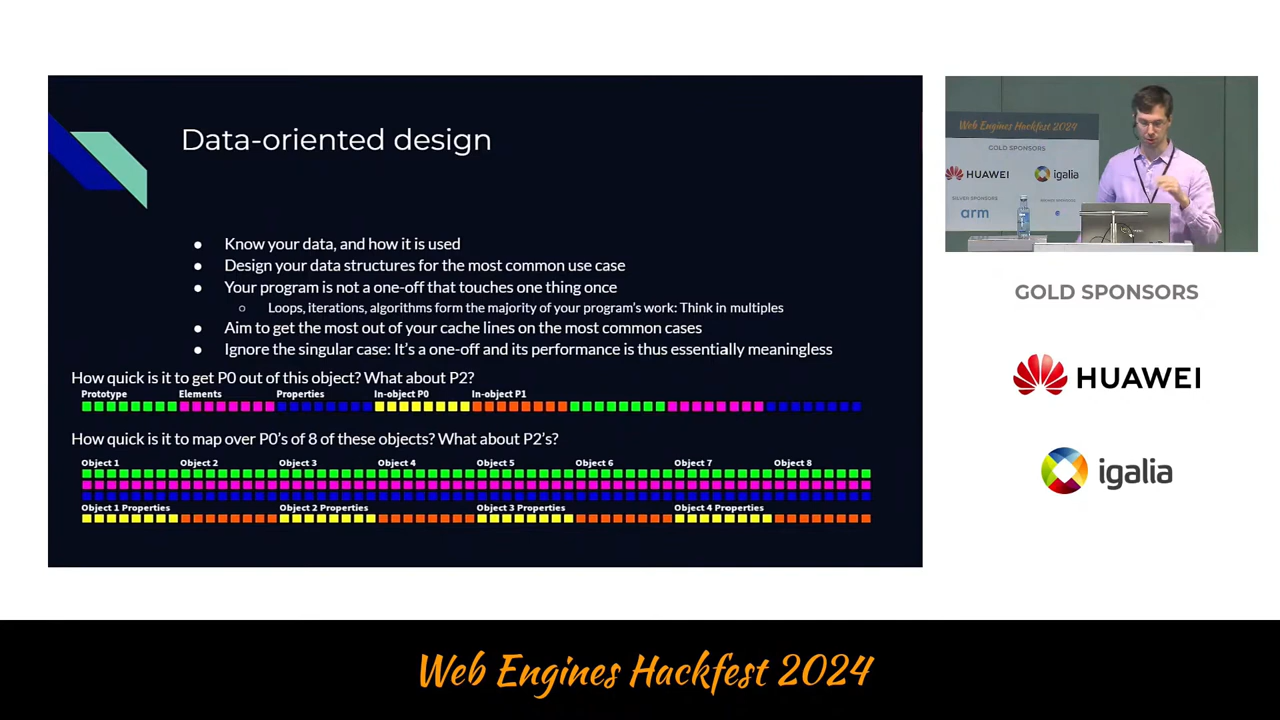 Data-oriented design
Know your data, and how it is used
Design your data structures for the most common use case
Your program is not a one-off that touches one thing once
Loops, iterations, algorithms form the majority of your program's work: Think in multiples
Aim to get the most out of your cache lines on the most common cases
Ignore the singular case: It's a one-off and its performance is thus essentially meaningless
How quick is it to get P0 out of this object? What about P2?
Prototype Elements Properties In-object P0 In-object P1
How quick is it to map over P0's of 8 of these objects? What about P2's?
Object 1 Object 2 Object 3 Object 4 Object 5 Object 6 Object 7 Object 8
Object 1 Properties Object 2 Properties Object 3 Properties Object 4 Properties
Web Engines Hackfest 2024
GOLD SPONSORS
HUAWEI igalia
SILVER SPONSORS
arm
GOLD SPONSORS
HUAWEI
igalia
Web Engines Hackfest 2024